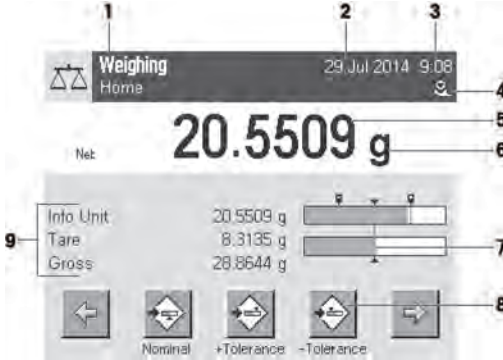 1 2 3
Weighing 29.Jul 2014 9:08
Home 4
5
Net 20.5509 g 6
Info Unit 20.5509 g
9 Tare 8.3135 g 7
Gross 28.8644 g
8
Nominal +Tolerance -Tolerance